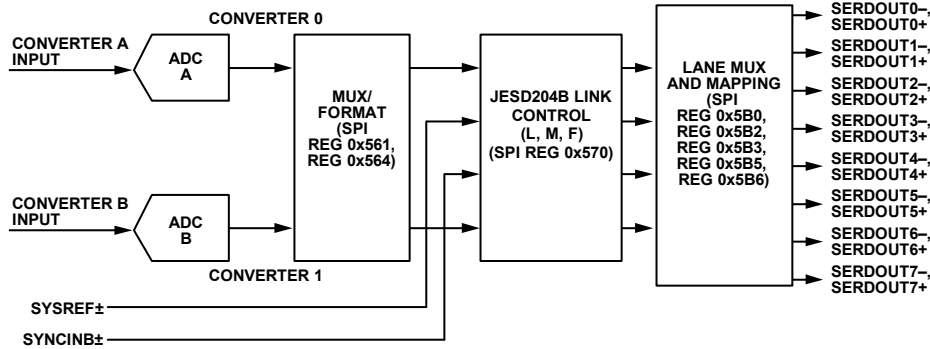 CONVERTER 0
CONVERTER A
INPUT
ADC
A
MUX/
FORMAT
(SPI
REG 0x561,
REG 0x564)
JESD204B LINK
CONTROL
(L, M, F)
(SPI REG 0x570)
LANE MUX
AND MAPPING
(SPI
REG 0x5B0,
REG 0x5B2,
REG 0x5B3,
REG 0x5B5,
REG 0x5B6)
SERDOUT0–,
SERDOUT0+
SERDOUT1–,
SERDOUT1+
SERDOUT2–,
SERDOUT2+
SERDOUT3–,
SERDOUT3+
SERDOUT4–,
SERDOUT4+
SERDOUT5–,
SERDOUT5+
SERDOUT6–,
SERDOUT6+
SERDOUT7–,
SERDOUT7+
CONVERTER B
INPUT
ADC
B
CONVERTER 1
SYSREF±
SYNCINB±